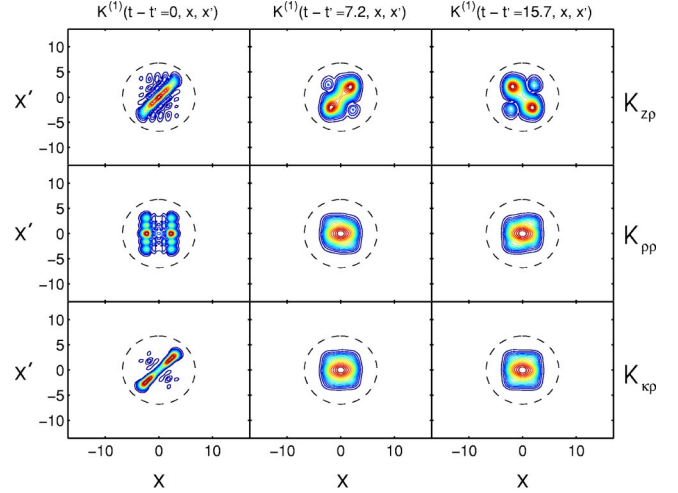 K(1)(t − t' =0, x, x')
K(1)(t − t' =7.2, x, x')
K(1)(t − t' =15.7, x, x')
10
5
0
−5
−10
X'
Kzρ
10
5
0
−5
−10
X'
Kρρ
10
5
0
−5
−10
X'
Kκρ
−10 0 10
−10 0 10
−10 0 10
X
X
X